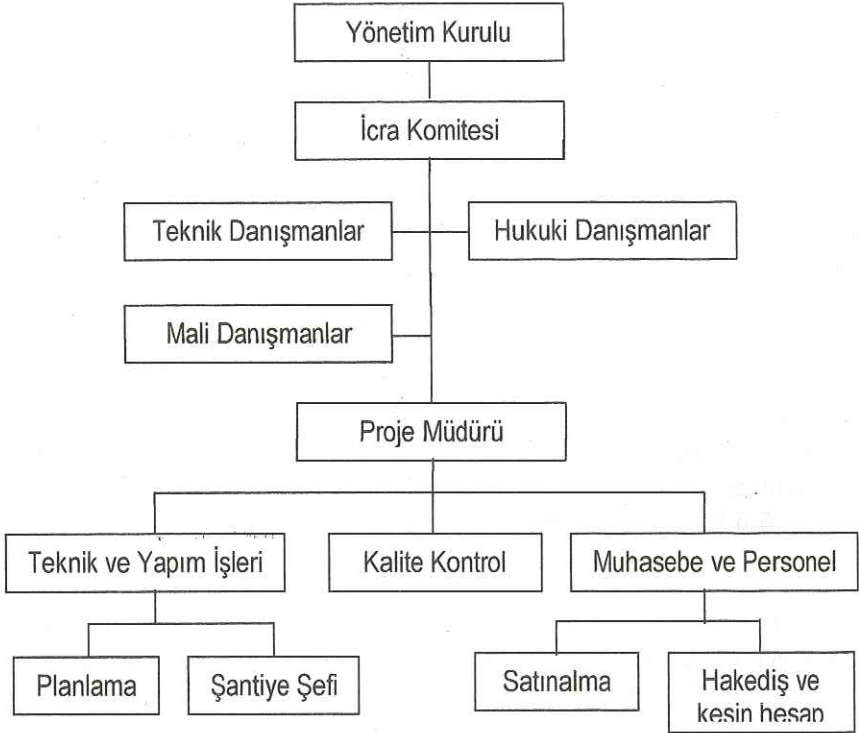 Yönetim Kurulu
İcra Komitesi
Teknik Danışmanlar
Hukuki Danışmanlar
Mali Danışmanlar
Proje Müdürü
Teknik ve Yapım İşleri
Kalite Kontrol
Muhasebe ve Personel
Planlama
Şantiye Şefi
Satınalma
Hakediş ve
kesin hesap